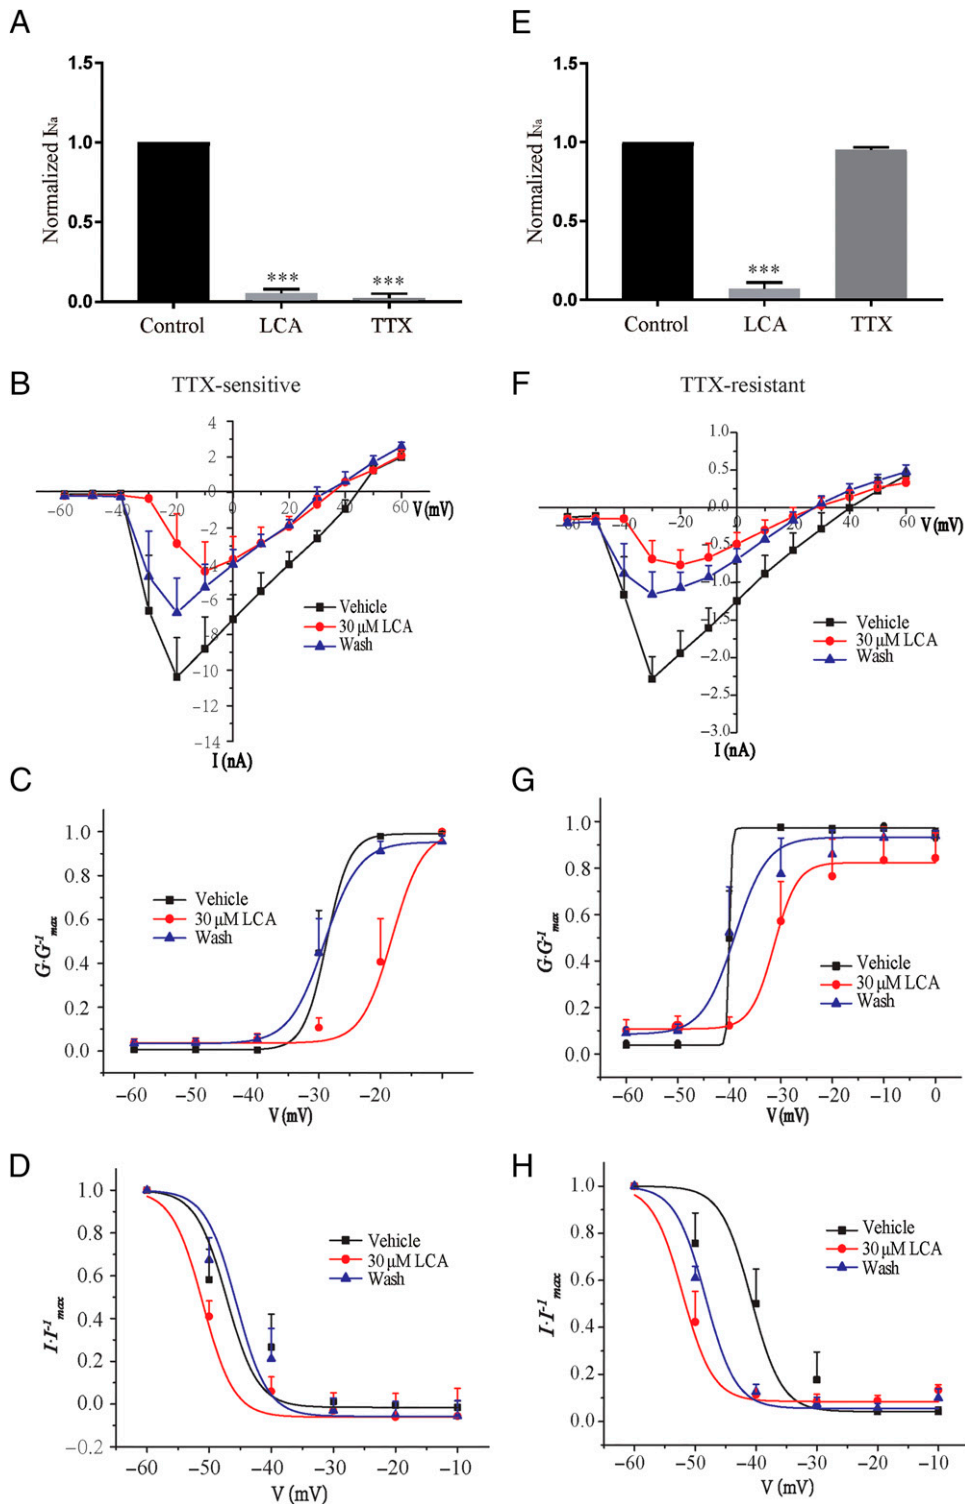 A
Normalized INa
1.5
1.0
0.5
0.0
***
***
Control
LCA
TTX
E
Normalized INa
1.5
1.0
0.5
0.0
***
Control
LCA
TTX
B
TTX-sensitive
4
2
0
-2
-4
-6
-8
-10
-12
-14
-60
-40
-20
0
20
40
60
V (mV)
I (nA)
Vehicle
30 μM LCA
Wash
F
TTX-resistant
1.0
0.5
0.0
-0.5
-1.0
-1.5
-2.0
-2.5
-3.0
-60
-40
-20
0
20
40
60
V (mV)
I (nA)
Vehicle
30 μM LCA
Wash
C
G·G-1max
1.0
0.8
0.6
0.4
0.2
0.0
Vehicle
30 μM LCA
Wash
-60
-50
-40
-30
-20
V (mV)
G
G·G-1max
1.0
0.8
0.6
0.4
0.2
0.0
Vehicle
30 μM LCA
Wash
-60
-50
-40
-30
-20
-10
0
V (mV)
D
I·I-1max
1.0
0.8
0.6
0.4
0.2
0.0
-0.2
Vehicle
30 μM LCA
Wash
-60
-50
-40
-30
-20
-10
V (mV)
H
I·I-1max
1.0
0.8
0.6
0.4
0.2
0.0
Vehicle
30 μM LCA
Wash
-60
-50
-40
-30
-20
-10
V (mV)